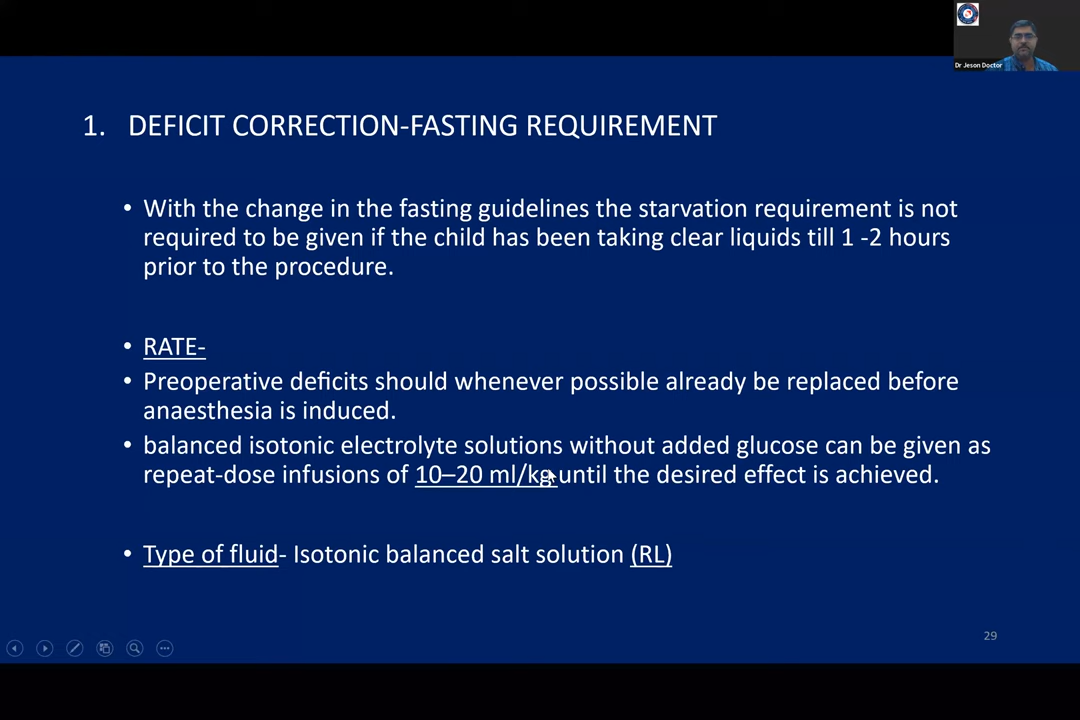 Dr Jeson Doctor
1. DEFICIT CORRECTION-FASTING REQUIREMENT
• With the change in the fasting guidelines the starvation requirement is not
required to be given if the child has been taking clear liquids till 1 -2 hours
prior to the procedure.
• RATE-
• Preoperative deficits should whenever possible already be replaced before
anaesthesia is induced.
• balanced isotonic electrolyte solutions without added glucose can be given as
repeat-dose infusions of 10–20 ml/kg until the desired effect is achieved.
• Type of fluid- Isotonic balanced salt solution (RL)
29